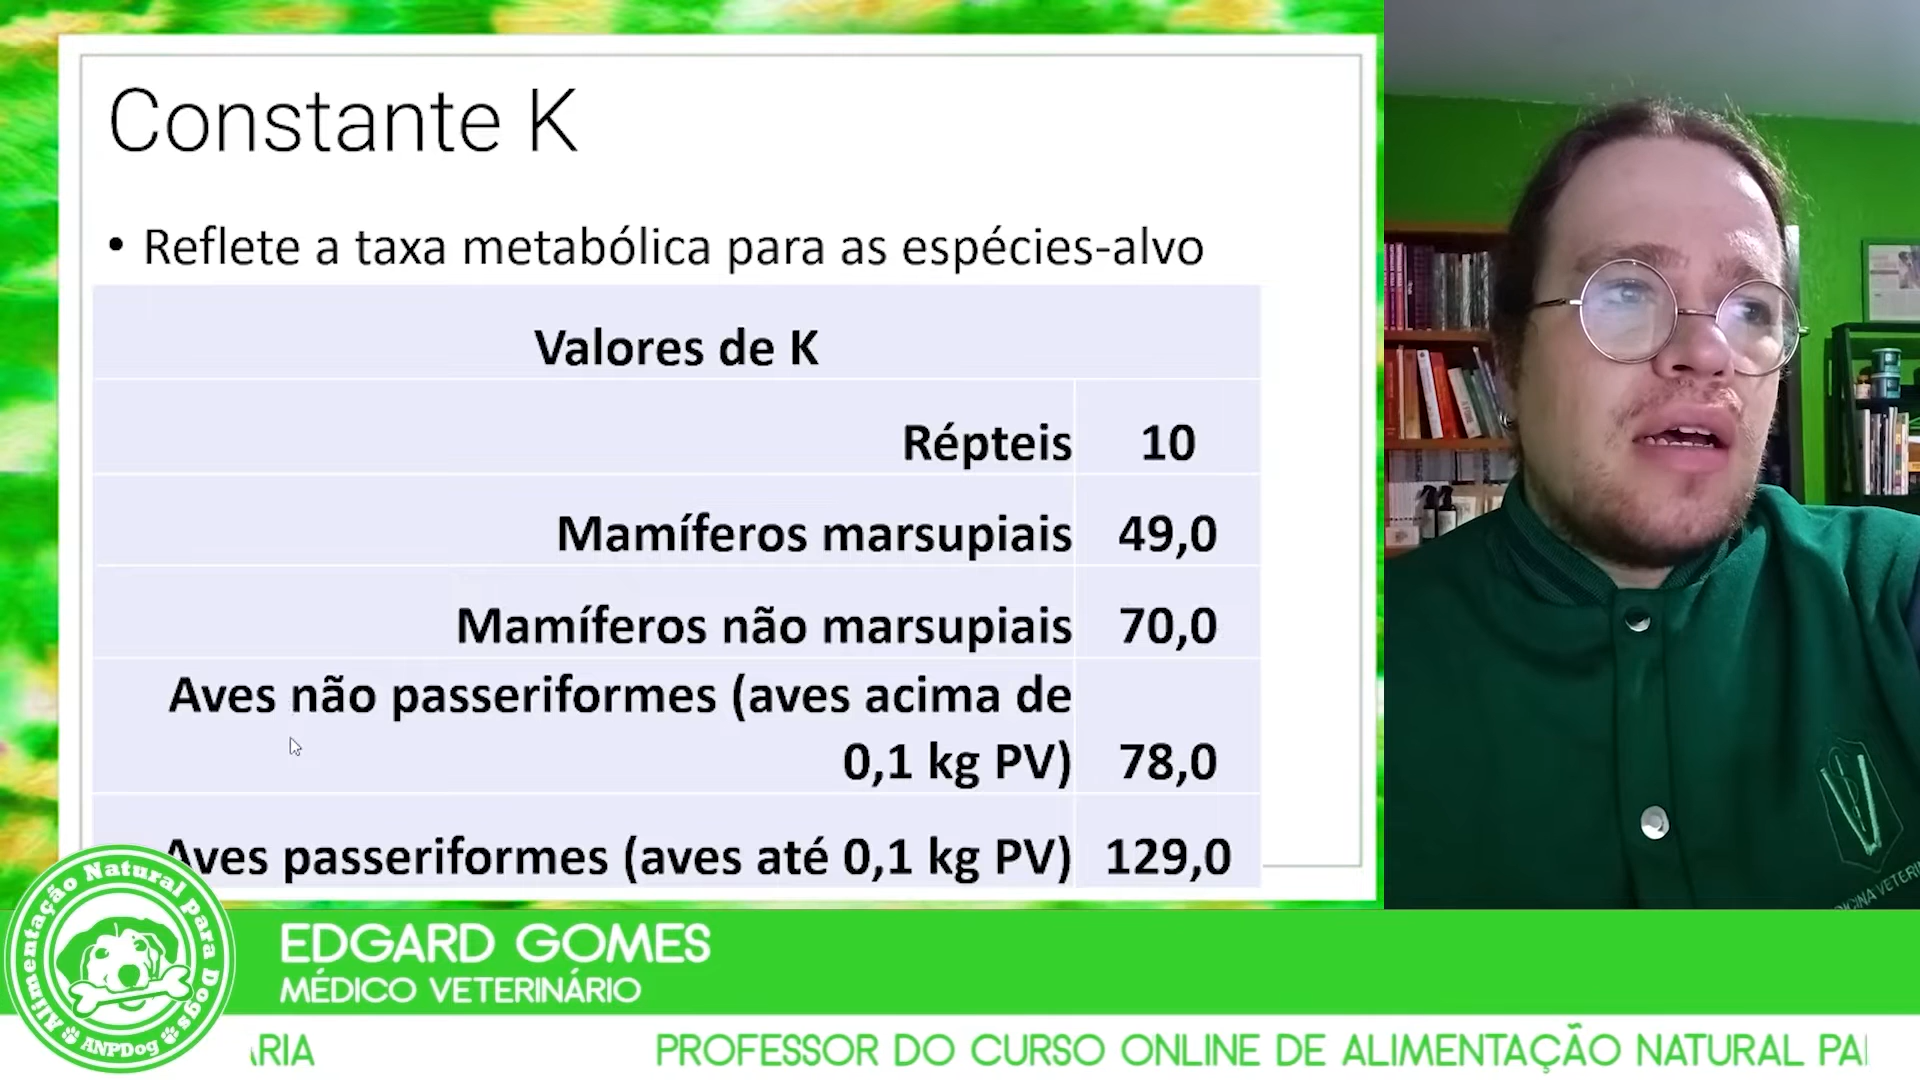 Constante K
• Reflete a taxa metabólica para as espécies-alvo
Valores de K
Répteis 10
Mamíferos marsupiais 49,0
Mamíferos não marsupiais 70,0
Aves não passeriformes (aves acima de
0,1 kg PV) 78,0
Aves passeriformes (aves até 0,1 kg PV) 129,0
Alimentação Natural para Dogs
ANPDog
EDGARD GOMES
MÉDICO VETERINÁRIO
ARIA
PROFESSOR DO CURSO ONLINE DE ALIMENTAÇÃO NATURAL PA